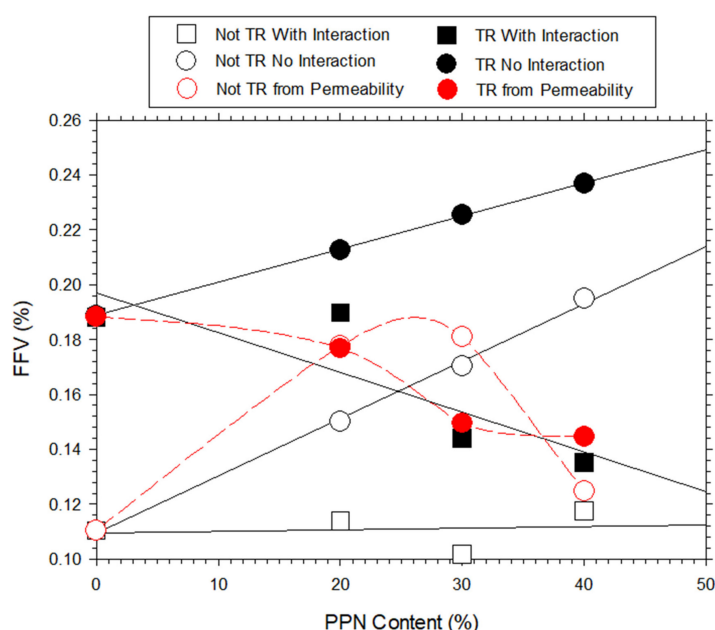 Not TR With Interaction
TR With Interaction
Not TR No Interaction
TR No Interaction
Not TR from Permeability
TR from Permeability
0.26
0.24
0.22
0.20
0.18
0.16
0.14
0.12
0.10
FFV (%)
0
20
30
40
50
PPN Content (%)